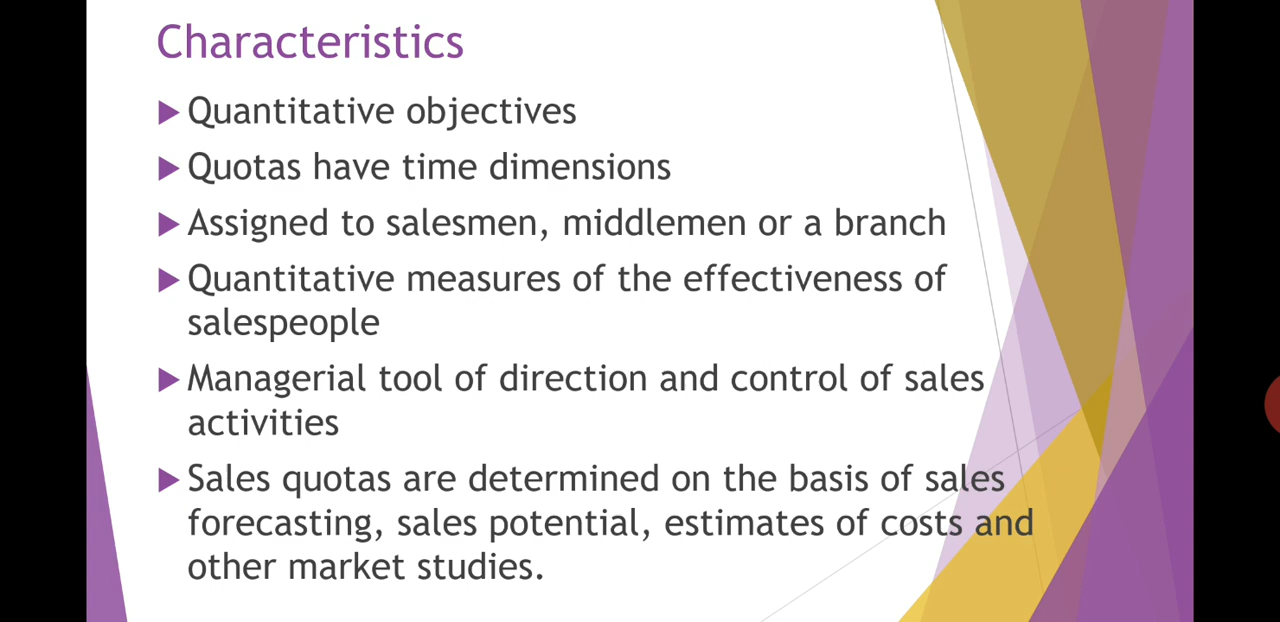 Characteristics
Quantitative objectives
Quotas have time dimensions
Assigned to salesmen, middlemen or a branch
Quantitative measures of the effectiveness of
salespeople
Managerial tool of direction and control of sales
activities
Sales quotas are determined on the basis of sales
forecasting, sales potential, estimates of costs and
other market studies.